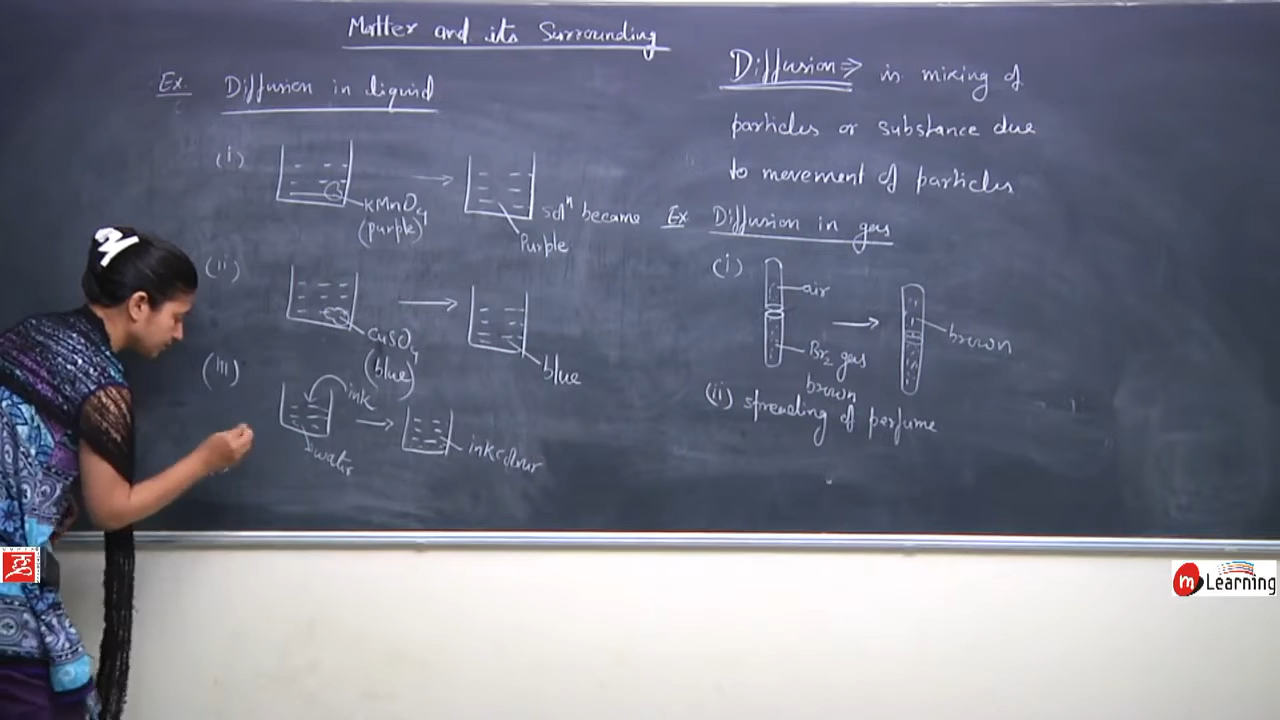 Matter and its Surrounding
Ex. Diffusion in liquid
(i)
KMnO4
(purple)
Purple
soln became
(ii)
CuSO4
(blue)
blue
(iii)
ink
water
ink colour
Diffusion ⇒ is mixing of
particles or substance due
to movement of particles
Ex Diffusion in gas
(i)
air
Br2 gas
brown
brown
(ii) spreading of perfume
m Learning